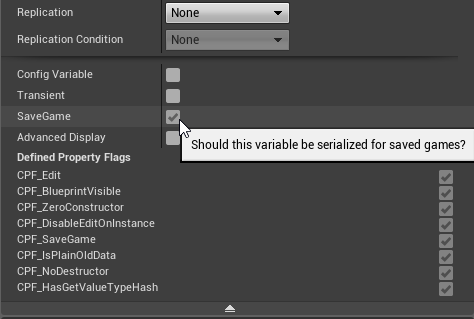 Replication None
Replication Condition None
Config Variable
Transient
SaveGame
Advanced Display
Should this variable be serialized for saved games?
Defined Property Flags
CPF_Edit
CPF_BlueprintVisible
CPF_ZeroConstructor
CPF_DisableEditOnInstance
CPF_SaveGame
CPF_IsPlainOldData
CPF_NoDestructor
CPF_HasGetValueTypeHash